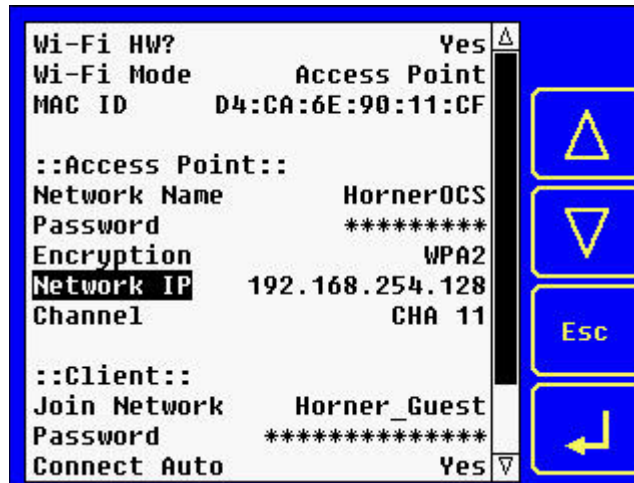 Wi-Fi HW? Yes
Wi-Fi Mode Access Point
MAC ID D4:CA:6E:90:11:CF
::Access Point::
Network Name HornerOCS
Password *********
Encryption WPA2
Network IP 192.168.254.128
Channel CHA 11
::Client::
Join Network Horner_Guest
Password **************
Connect Auto Yes
Esc